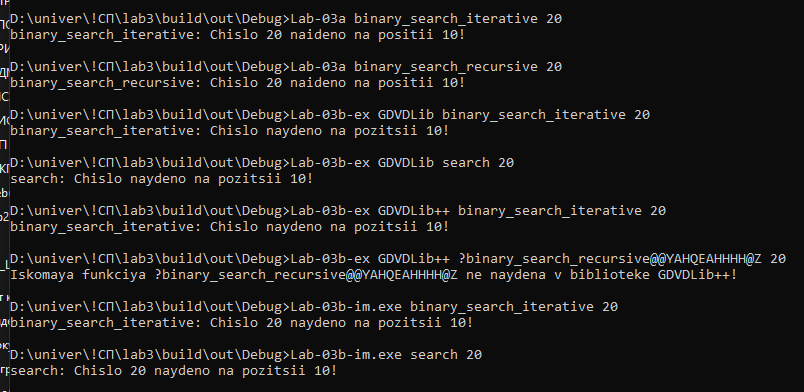 D:\univer\!СП\lab3\build\out\Debug>Lab-03a binary_search_iterative 20
binary_search_iterative: Chislo 20 naideno na positii 10!
D:\univer\!СП\lab3\build\out\Debug>Lab-03a binary_search_recursive 20
binary_search_recursive: Chislo 20 naideno na positii 10!
D:\univer\!СП\lab3\build\out\Debug>Lab-03b-ex GDVDLib binary_search_iterative 20
binary_search_iterative: Chislo naydeno na pozitsii 10!
D:\univer\!СП\lab3\build\out\Debug>Lab-03b-ex GDVDLib search 20
search: Chislo naydeno na pozitsii 10!
D:\univer\!СП\lab3\build\out\Debug>Lab-03b-ex GDVDLib++ binary_search_iterative 20
binary_search_iterative: Chislo naydeno na pozitsii 10!
D:\univer\!СП\lab3\build\out\Debug>Lab-03b-ex GDVDLib++ ?binary_search_recursive@@YAHQEAHHHH@Z 20
Iskomaya funkciya ?binary_search_recursive@@YAHQEAHHHH@Z ne naydena v biblioteke GDVDLib++!
D:\univer\!СП\lab3\build\out\Debug>Lab-03b-im.exe binary_search_iterative 20
binary_search_iterative: Chislo 20 naydeno na pozitsii 10!
D:\univer\!СП\lab3\build\out\Debug>Lab-03b-im.exe search 20
search: Chislo 20 naydeno na pozitsii 10!